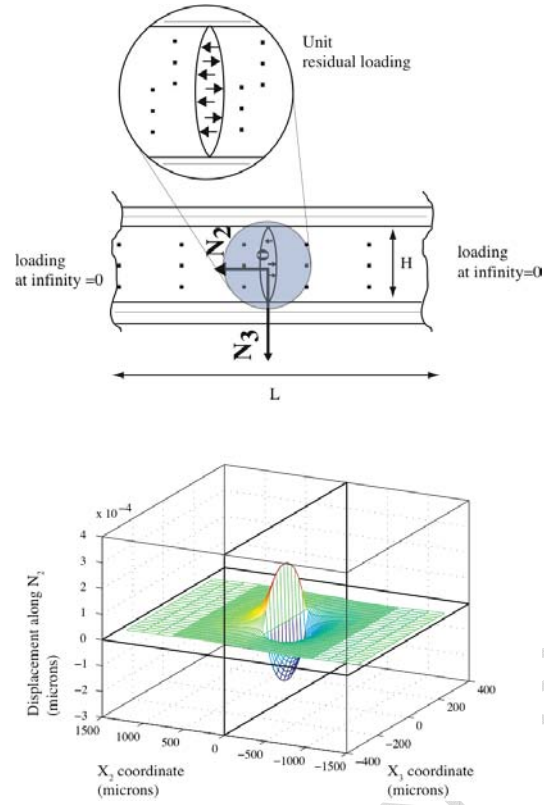 Unit
residual loading
loading
at infinity =0
N2
O
H
loading
at infinity=0
N3
L
x 10⁻⁴
4
3
2
1
0
−1
−2
−3
Displacement along N2
(microns)
1500
1000
500
0
−500
−1000
−1500
X2 coordinate
(microns)
−400
−200
0
200
400
X3 coordinate
(microns)